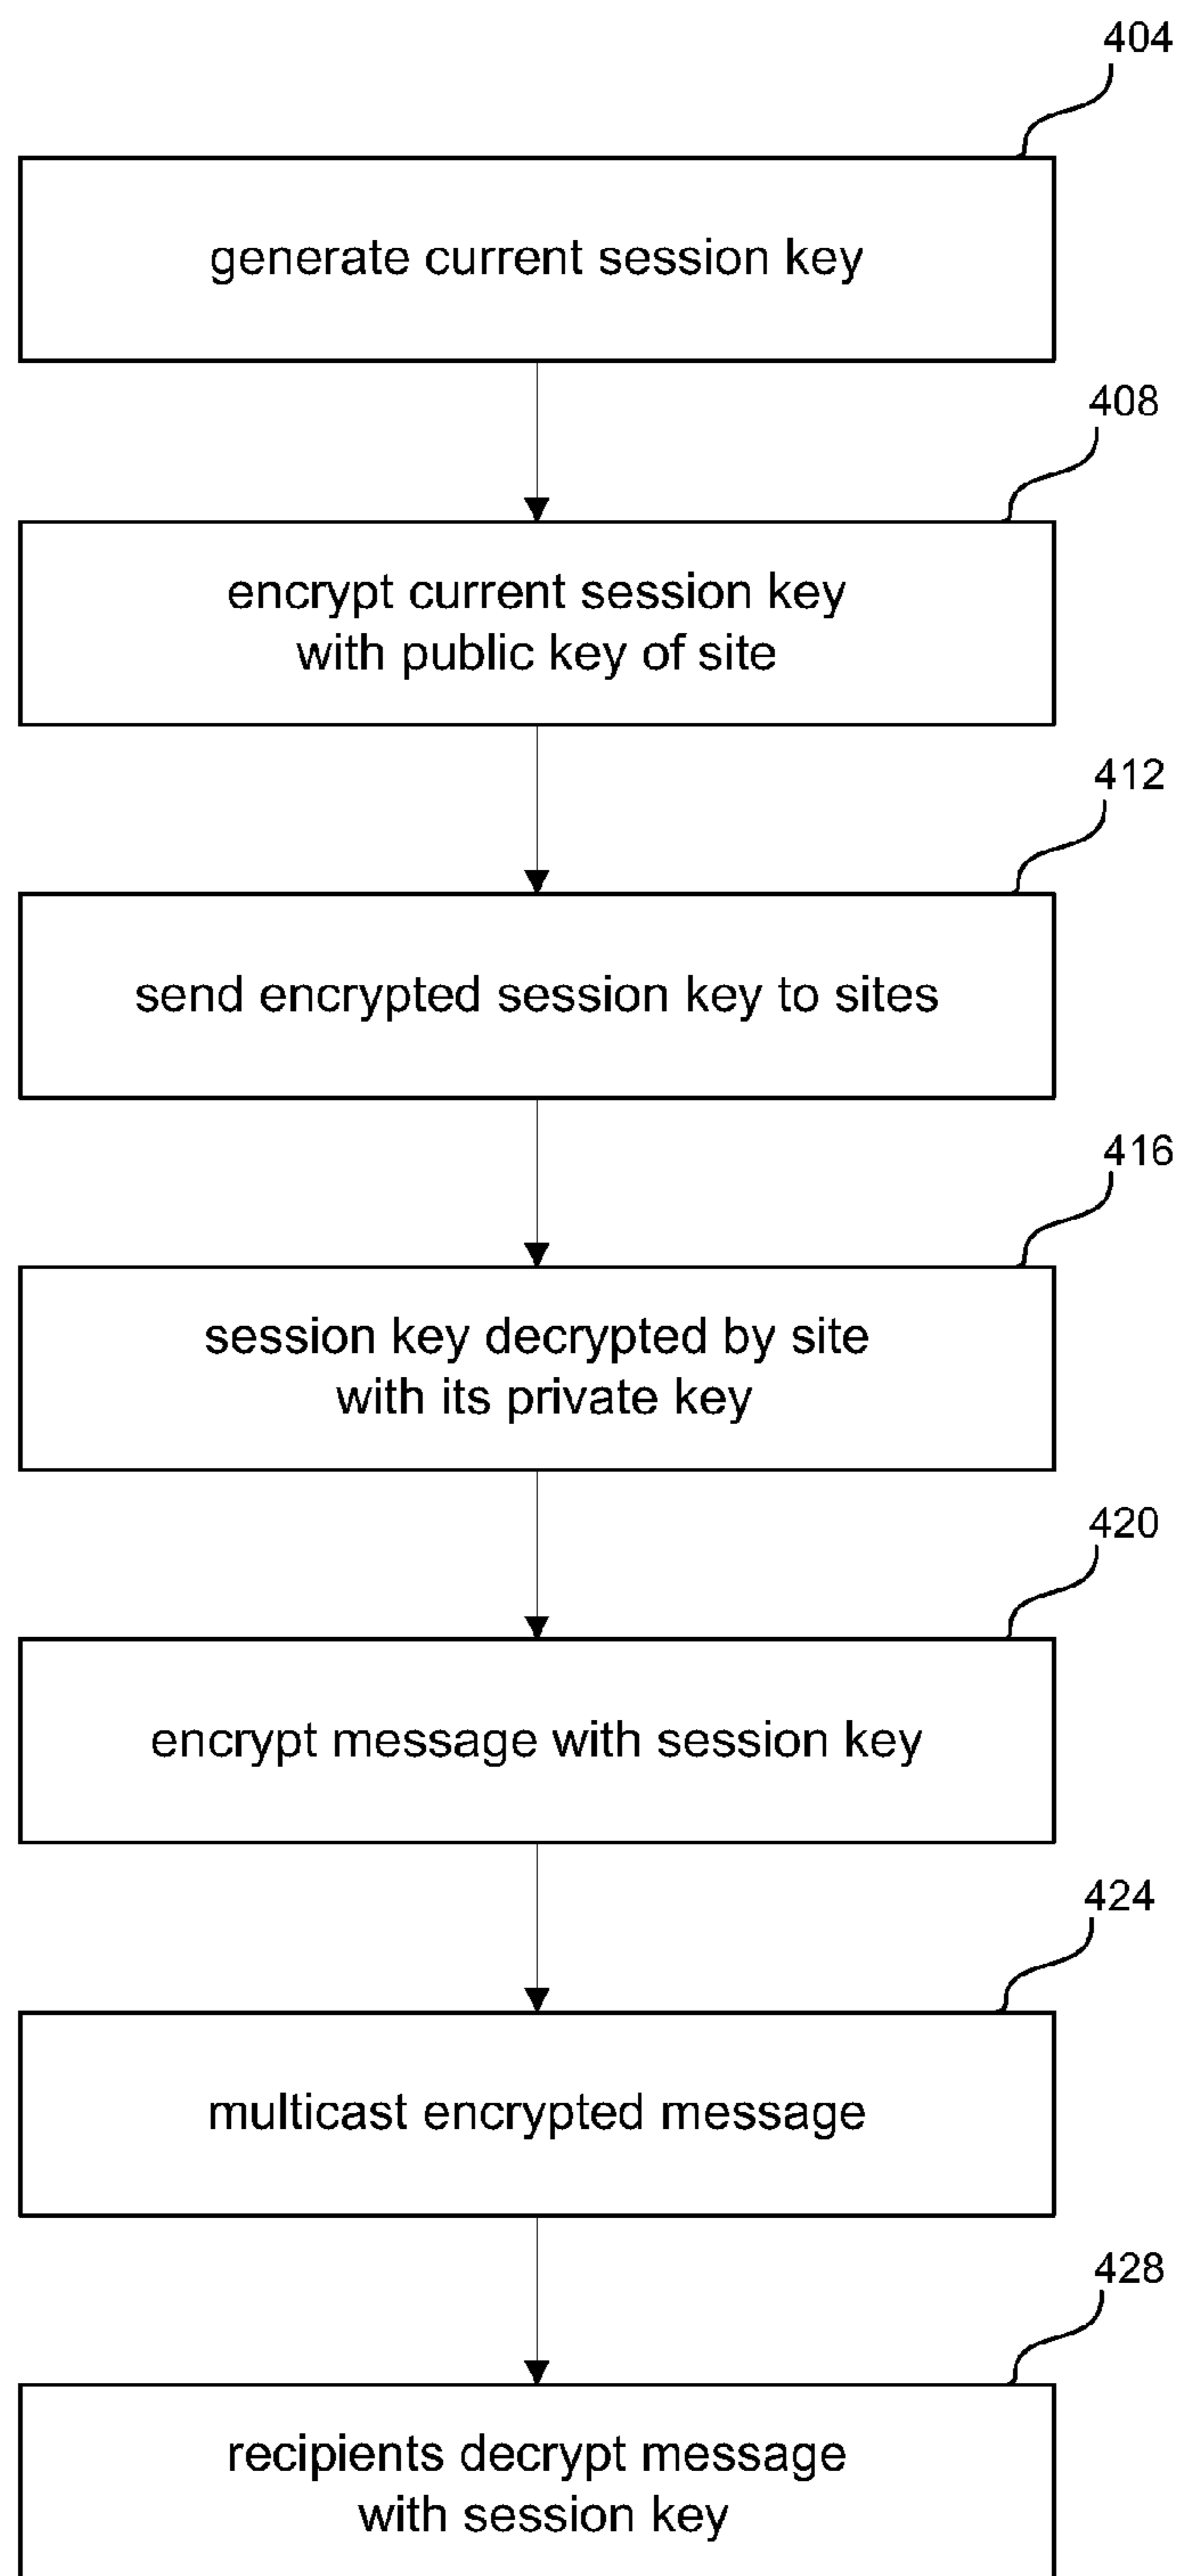 404
generate current session key
408
encrypt current session key
with public key of site
412
send encrypted session key to sites
416
session key decrypted by site
with its private key
420
encrypt message with session key
424
multicast encrypted message
428
recipients decrypt message
with session key